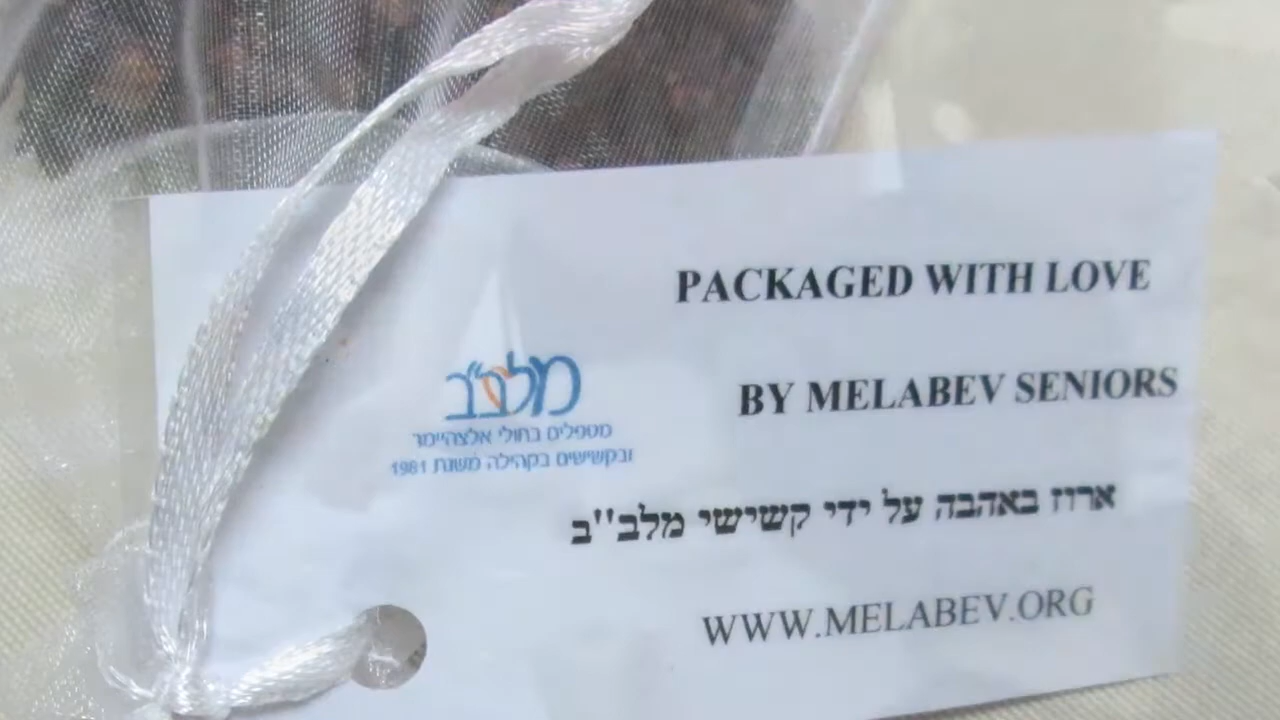 PACKAGED WITH LOVE
BY MELABEV SENIORS
מלב"ב
מטפלים בחולי אלצהיימר
ובקשישים בקהילה משנת 1981
ארוז באהבה על ידי קשישי מלב''ב
WWW.MELABEV.ORG